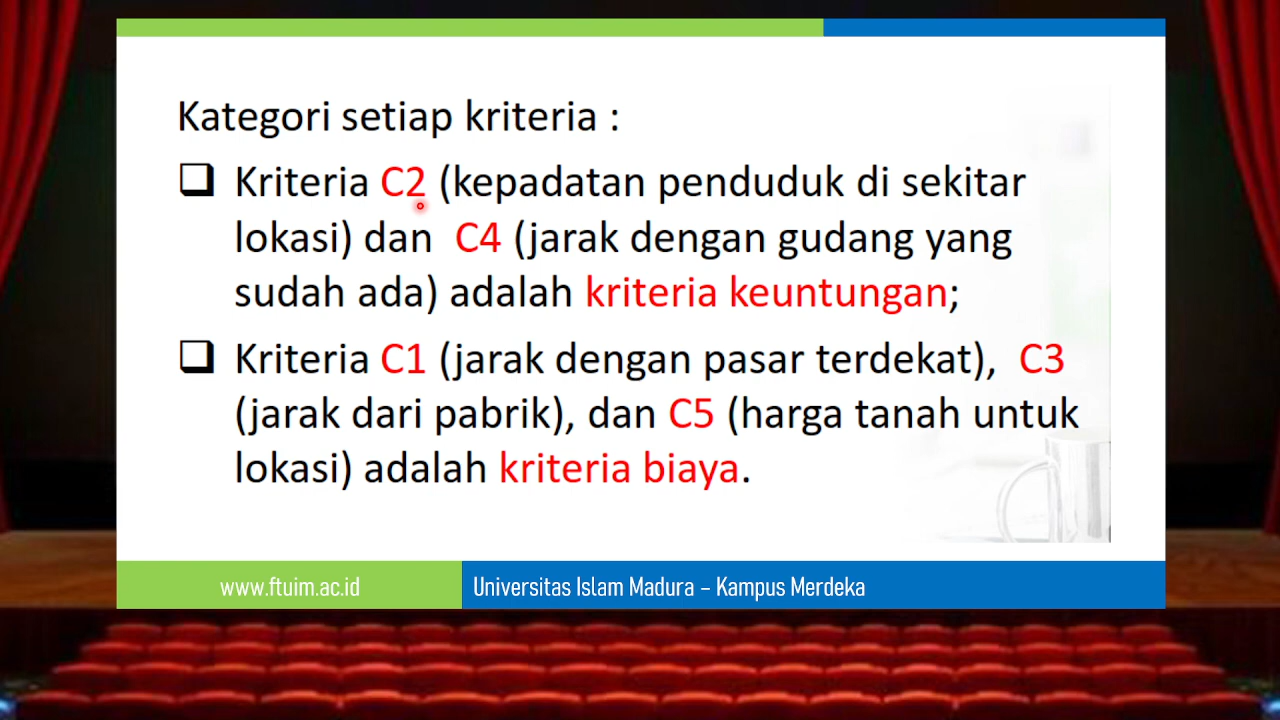 Kategori setiap kriteria :
❑ Kriteria C2 (kepadatan penduduk di sekitar
lokasi) dan C4 (jarak dengan gudang yang
sudah ada) adalah kriteria keuntungan;
❑ Kriteria C1 (jarak dengan pasar terdekat), C3
(jarak dari pabrik), dan C5 (harga tanah untuk
lokasi) adalah kriteria biaya.
www.ftuim.ac.id
Universitas Islam Madura – Kampus Merdeka